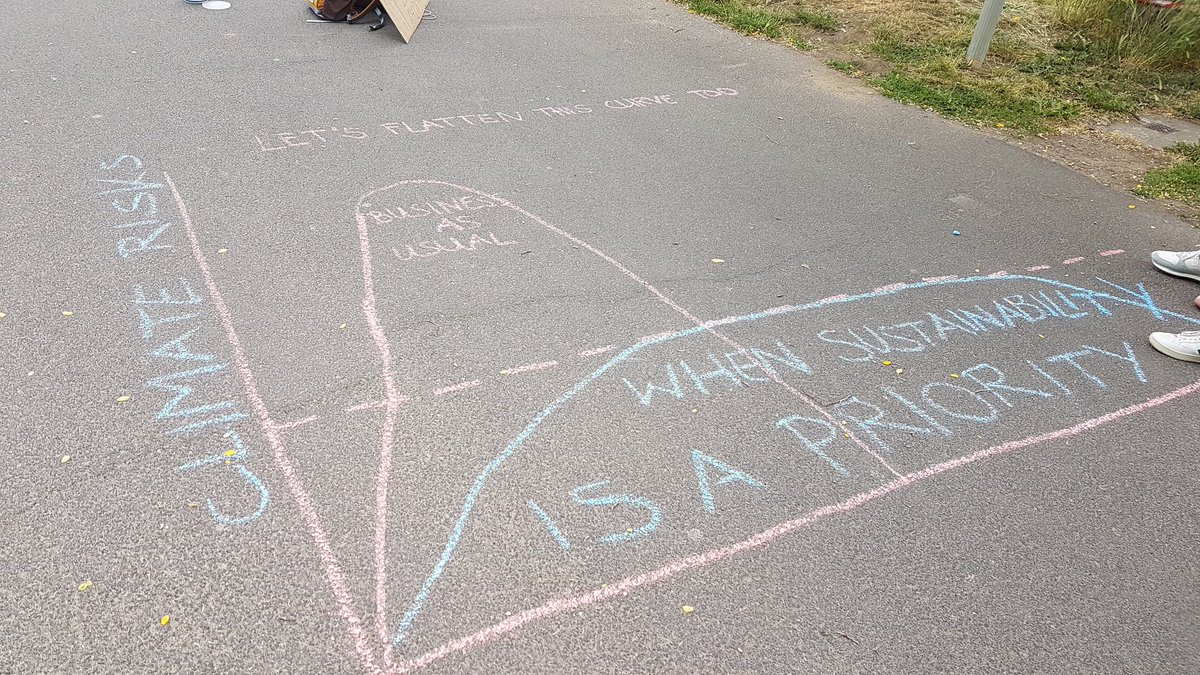 LET'S FLATTEN THIS CURVE TOO
CLIMATE RISKS
BUSINESS
AS
USUAL
WHEN SUSTAINABILITY
IS A PRIORITY